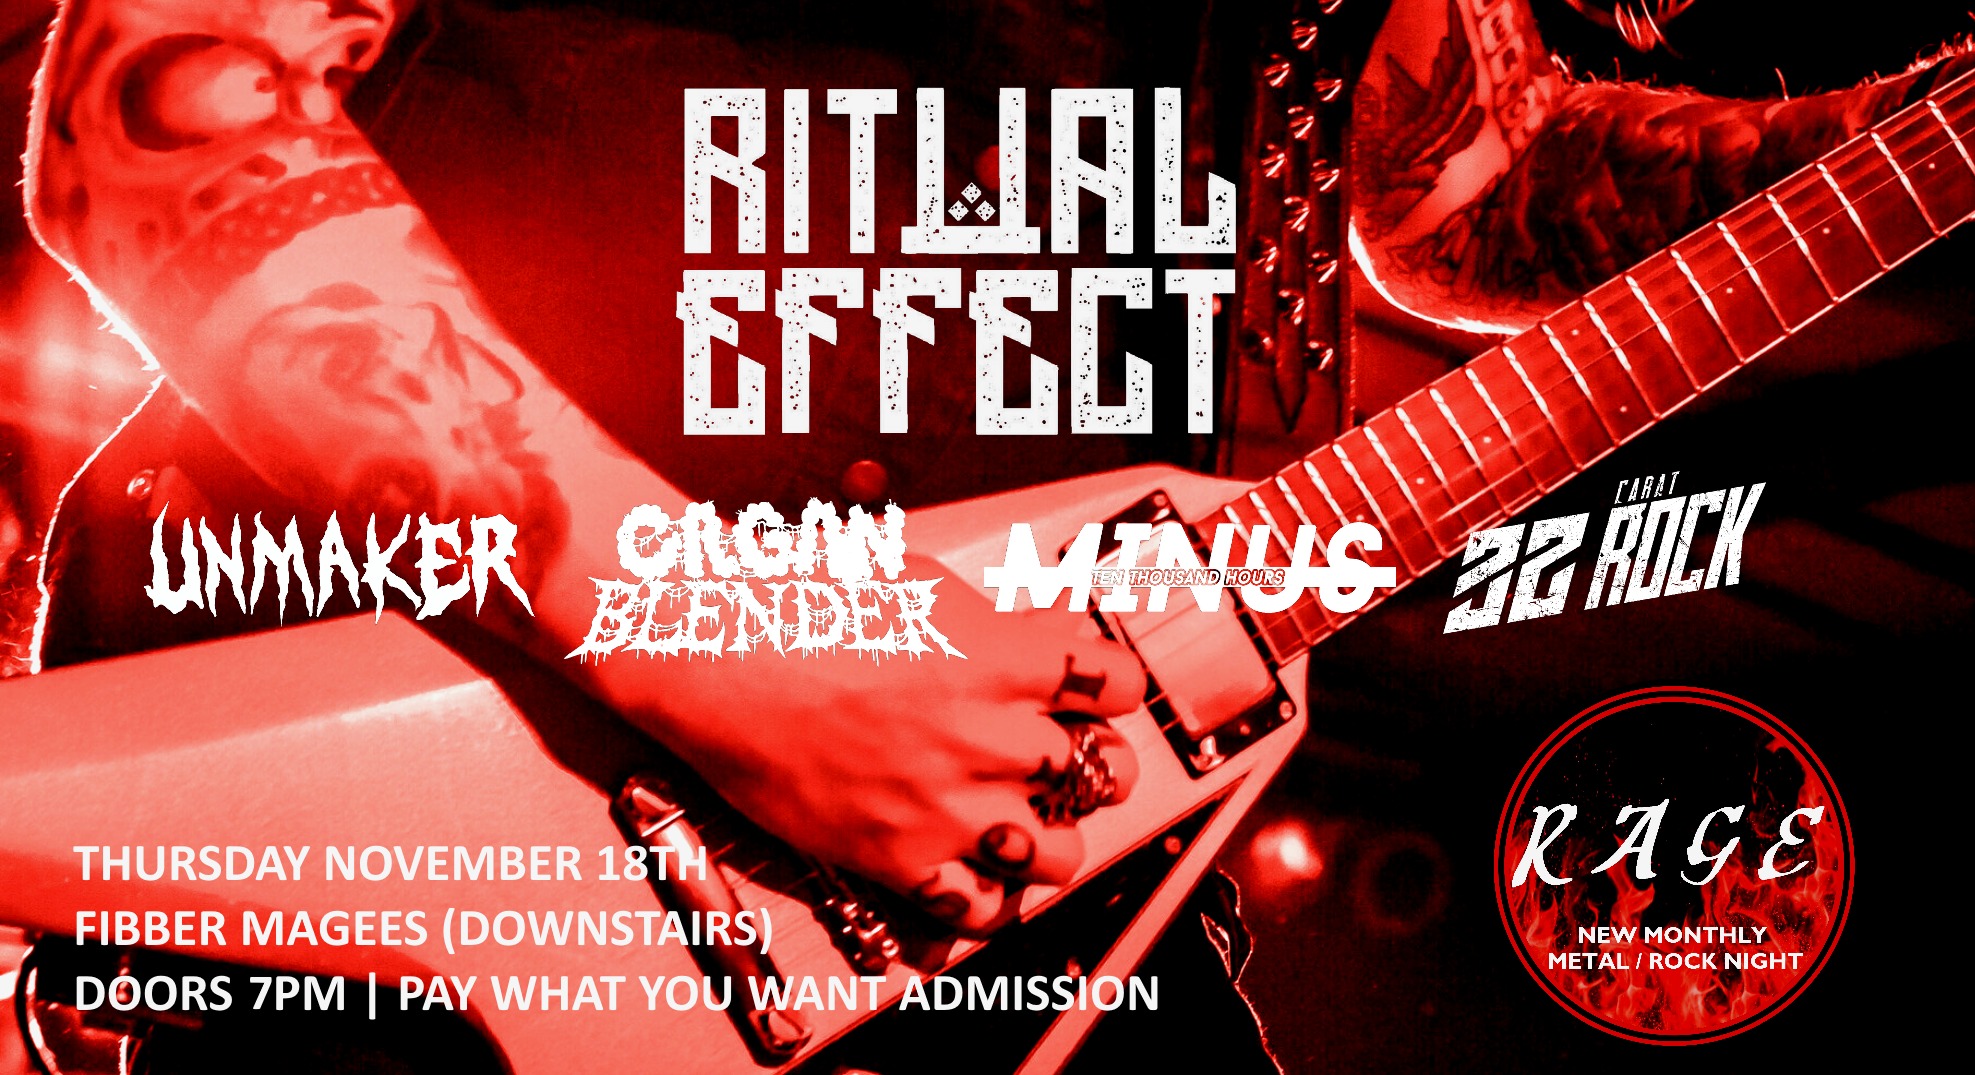 RITUAL
EFFECT
UNMAKER
ORGAN
BLENDER
MINUS
TEN THOUSAND HOURS
CARAT
32 ROCK
RAGE
NEW MONTHLY
METAL / ROCK NIGHT
THURSDAY NOVEMBER 18TH
FIBBER MAGEES (DOWNSTAIRS)
DOORS 7PM | PAY WHAT YOU WANT ADMISSION